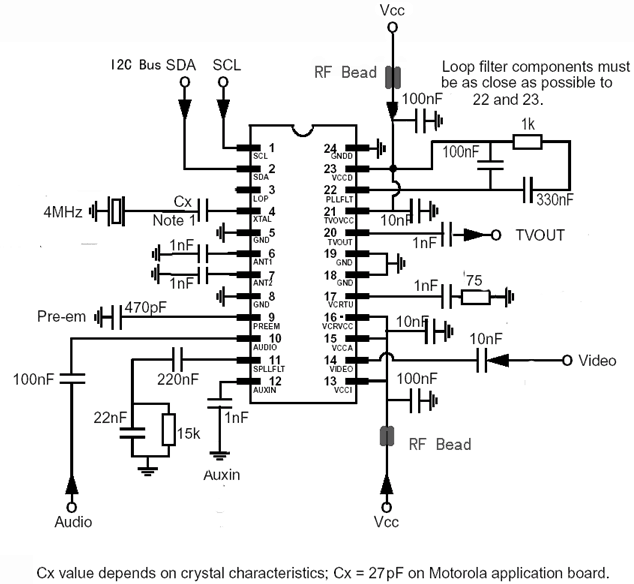 Vcc
I2C Bus SDA SCL
RF Bead
Loop filter components must
be as close as possible to
22 and 23.
100nF
1k
1 SCL
24 GNDD
100nF
2 SDA
23 VCCD
3 LOP
22 PLLFLT
330nF
4MHz
Cx
Note 1
4 XTAL
21 TVOVCC
10nF
5 GND
20 TVOUT
1nF
TVOUT
1nF
6 ANT1
19 GND
1nF
7 ANT2
18 GND
8 GND
17 VCRTU
1nF
'75
Pre-em
470pF
9 PREEM
16 VCRVCC
10nF
10 AUDIO
15 VCCA
10nF
100nF
220nF
11 SPLLFLT
14 VIDEO
Video
12 AUXIN
13 VCCI
100nF
22nF
15k
1nF
RF Bead
Auxin
Audio
Vcc
Cx value depends on crystal characteristics; Cx = 27pF on Motorola application board.